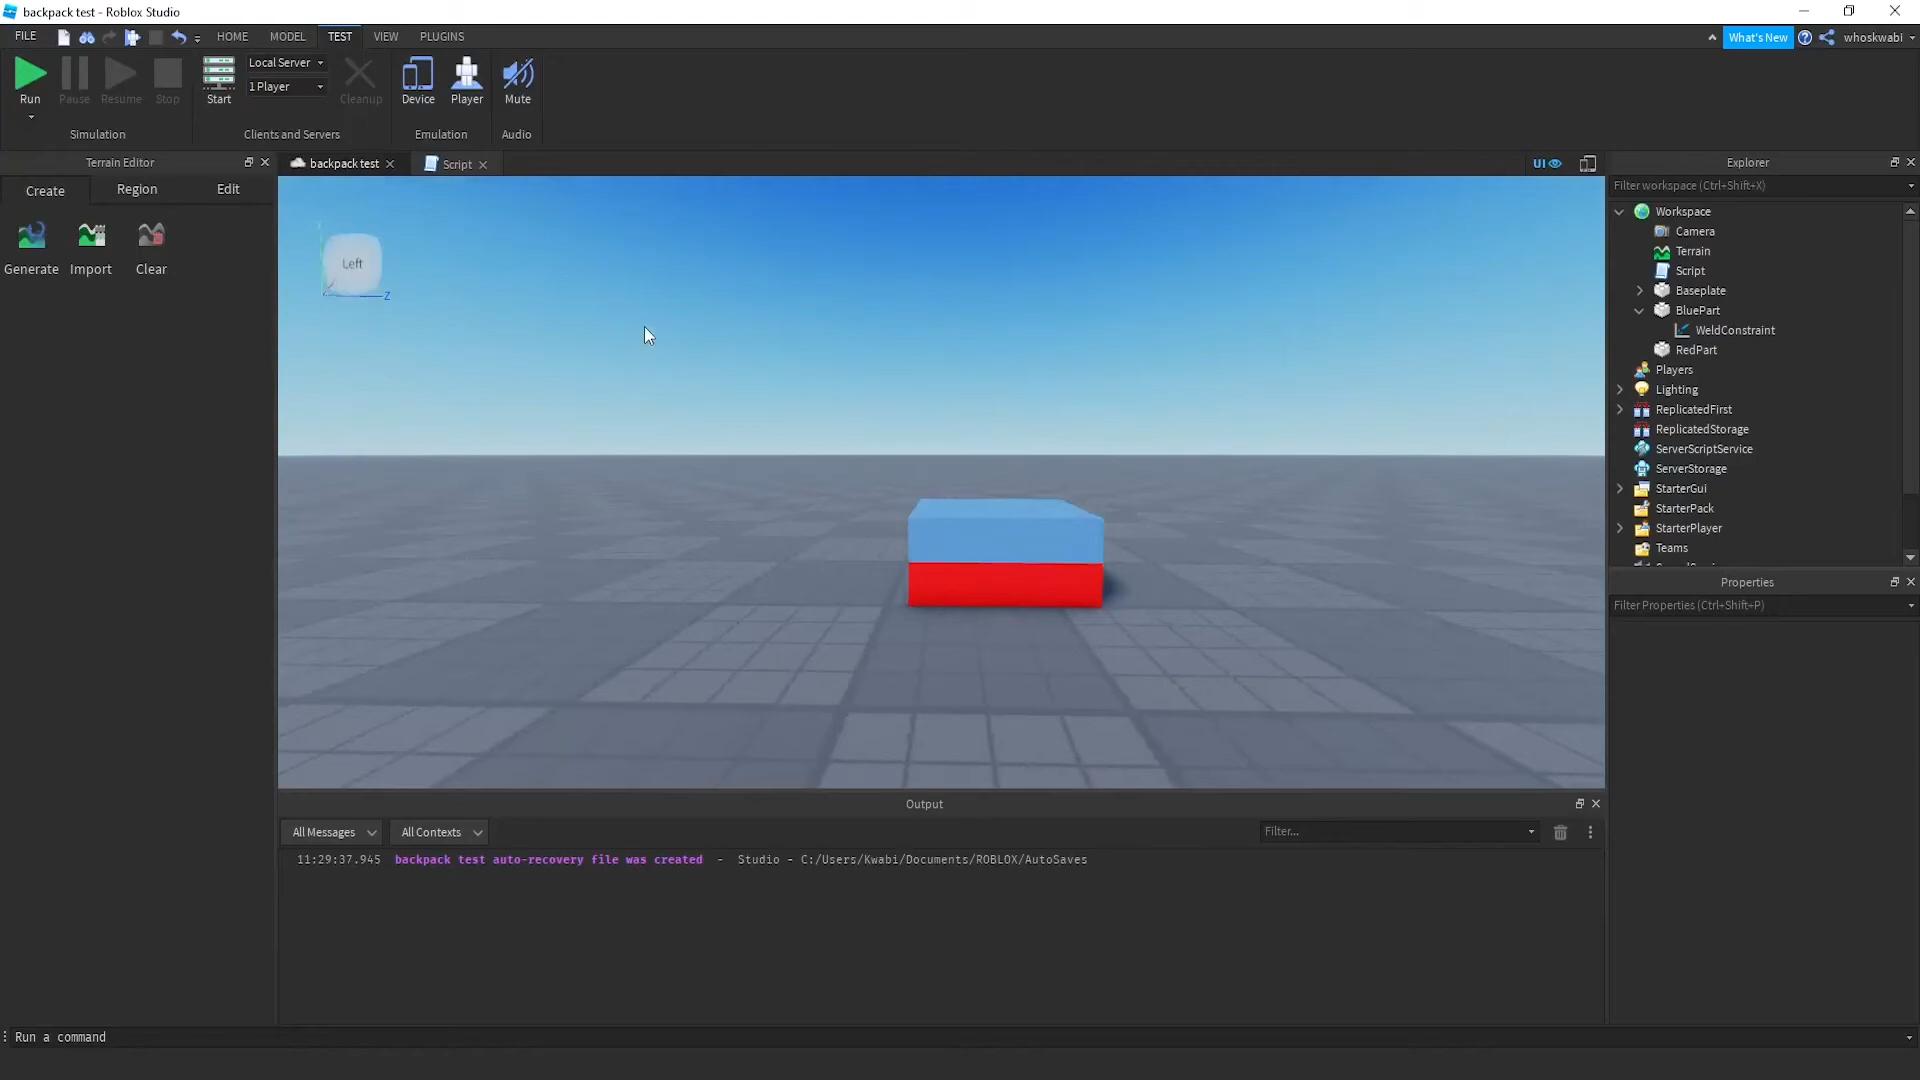 backpack test - Roblox Studio
FILE
HOME
MODEL
TEST
VIEW
PLUGINS
What's New
whoskwabi
Run
Pause
Resume
Stop
Simulation
Start
Local Server
1 Player
Cleanup
Clients and Servers
Device
Player
Emulation
Mute
Audio
Terrain Editor
Create
Region
Edit
Generate
Import
Clear
backpack test
Script
UI
Left
Z
Explorer
Filter workspace (Ctrl+Shift+X)
Workspace
Camera
Terrain
Script
Baseplate
BluePart
WeldConstraint
RedPart
Players
Lighting
ReplicatedFirst
ReplicatedStorage
ServerScriptService
ServerStorage
StarterGui
StarterPack
StarterPlayer
Teams
Properties
Filter Properties (Ctrl+Shift+P)
Output
All Messages
All Contexts
Filter...
11:29:37.945 backpack test auto-recovery file was created - Studio - C:/Users/Kwabi/Documents/ROBLOX/AutoSaves
Run a command